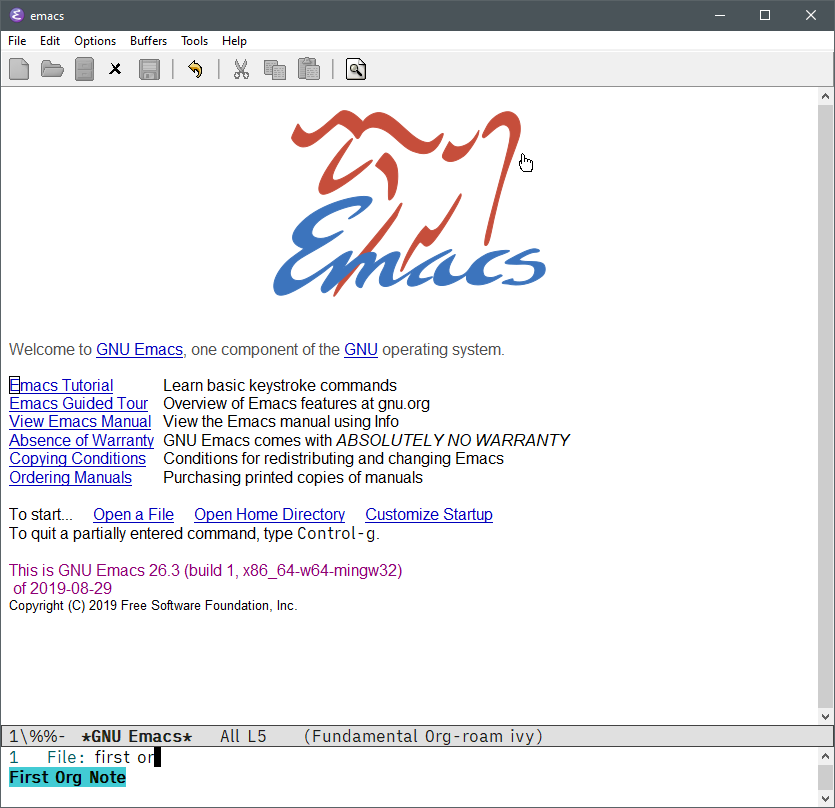 emacs
File Edit Options Buffers Tools Help
Emacs
Welcome to GNU Emacs, one component of the GNU operating system.
Emacs Tutorial Learn basic keystroke commands
Emacs Guided Tour Overview of Emacs features at gnu.org
View Emacs Manual View the Emacs manual using Info
Absence of Warranty GNU Emacs comes with ABSOLUTELY NO WARRANTY
Copying Conditions Conditions for redistributing and changing Emacs
Ordering Manuals Purchasing printed copies of manuals
To start... Open a File Open Home Directory Customize Startup
To quit a partially entered command, type Control-g.
This is GNU Emacs 26.3 (build 1, x86_64-w64-mingw32)
of 2019-08-29
Copyright (C) 2019 Free Software Foundation, Inc.
1\%%- *GNU Emacs* All L5 (Fundamental Org-roam ivy)
1 File: first or
First Org Note